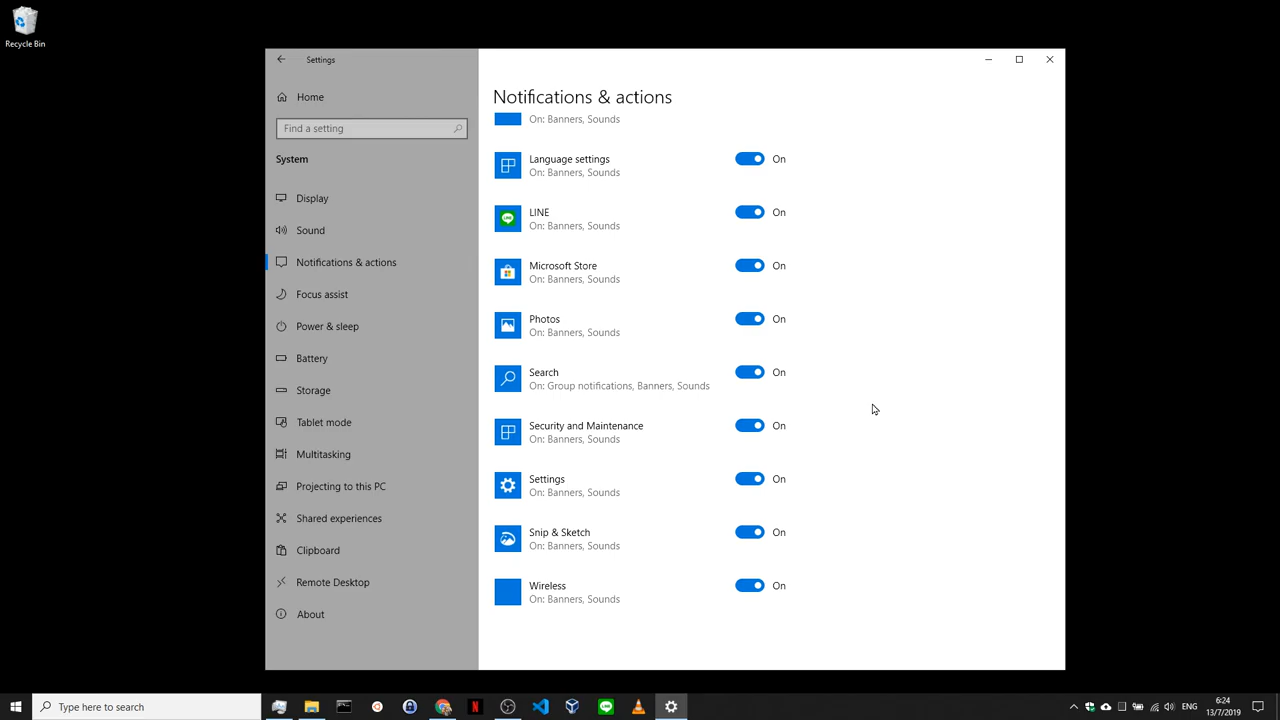 Recycle Bin
Settings
Home
Find a setting
System
Display
Sound
Notifications & actions
Focus assist
Power & sleep
Battery
Storage
Tablet mode
Multitasking
Projecting to this PC
Shared experiences
Clipboard
Remote Desktop
About
Notifications & actions
On: Banners, Sounds
Language settings
On: Banners, Sounds
On
LINE
On: Banners, Sounds
On
Microsoft Store
On: Banners, Sounds
On
Photos
On: Banners, Sounds
On
Search
On: Group notifications, Banners, Sounds
On
Security and Maintenance
On: Banners, Sounds
On
Settings
On: Banners, Sounds
On
Snip & Sketch
On: Banners, Sounds
On
Wireless
On: Banners, Sounds
On
Type here to search
ENG
6:24
13/7/2019